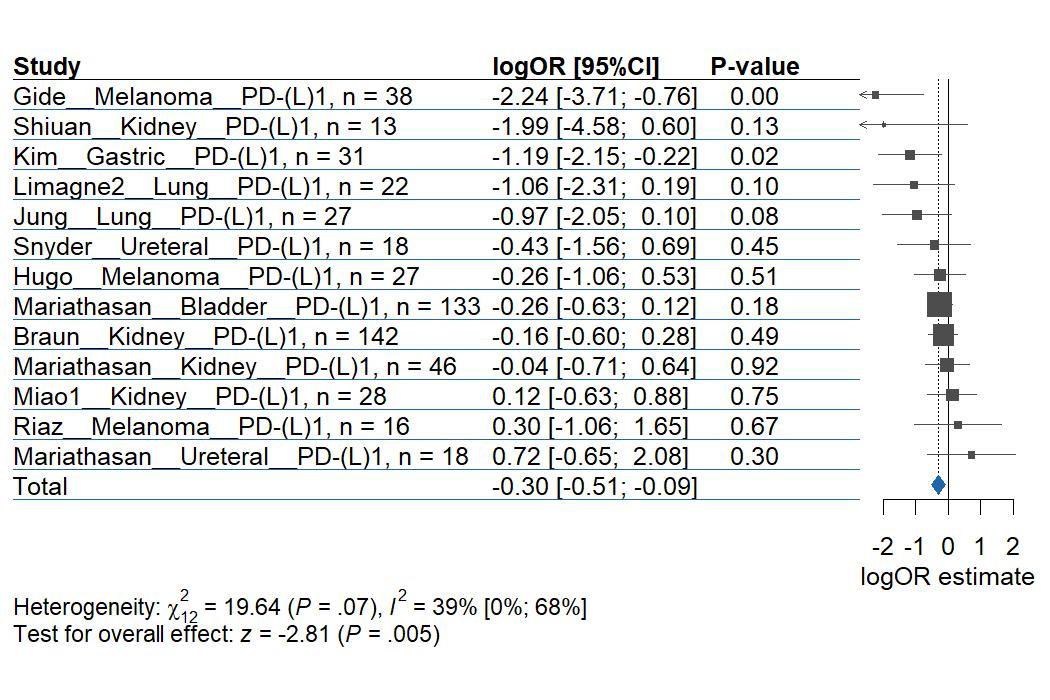 Study logOR [95%CI] P-value
Gide__Melanoma__PD-(L)1, n = 38 -2.24 [-3.71; -0.76] 0.00
Shiuan__Kidney__PD-(L)1, n = 13 -1.99 [-4.58; 0.60] 0.13
Kim__Gastric__PD-(L)1, n = 31 -1.19 [-2.15; -0.22] 0.02
Limagne2__Lung__PD-(L)1, n = 22 -1.06 [-2.31; 0.19] 0.10
Jung__Lung__PD-(L)1, n = 27 -0.97 [-2.05; 0.10] 0.08
Snyder__Ureteral__PD-(L)1, n = 18 -0.43 [-1.56; 0.69] 0.45
Hugo__Melanoma__PD-(L)1, n = 27 -0.26 [-1.06; 0.53] 0.51
Mariathasan__Bladder__PD-(L)1, n = 133 -0.26 [-0.63; 0.12] 0.18
Braun__Kidney__PD-(L)1, n = 142 -0.16 [-0.60; 0.28] 0.49
Mariathasan__Kidney__PD-(L)1, n = 46 -0.04 [-0.71; 0.64] 0.92
Miao1__Kidney__PD-(L)1, n = 28 0.12 [-0.63; 0.88] 0.75
Riaz__Melanoma__PD-(L)1, n = 16 0.30 [-1.06; 1.65] 0.67
Mariathasan__Ureteral__PD-(L)1, n = 18 0.72 [-0.65; 2.08] 0.30
Total -0.30 [-0.51; -0.09]
-2 -1 0 1 2
logOR estimate
Heterogeneity: χ²₁₂ = 19.64 (P = .07), I² = 39% [0%; 68%]
Test for overall effect: z = -2.81 (P = .005)